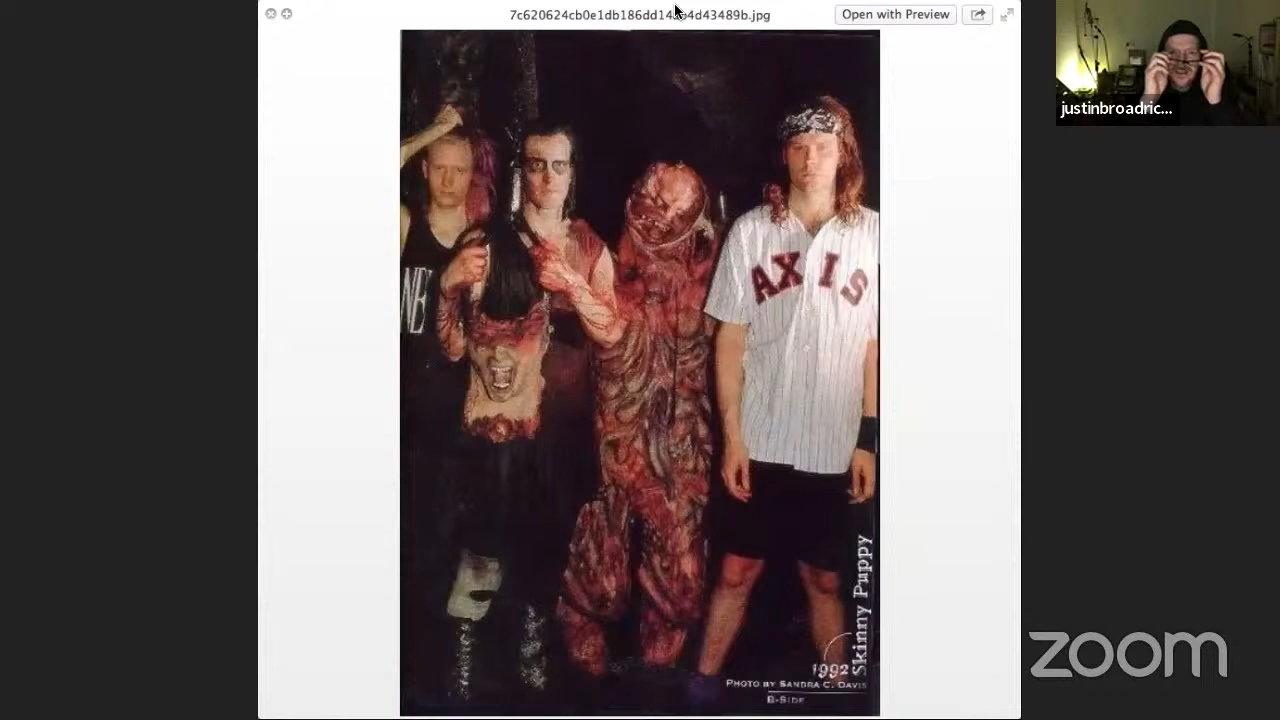 Open with Preview
justinbroadric...
AXIS
Skinny Puppy
1992
PHOTO BY SANDRA C. DAVIS
B-SIDE
zoom